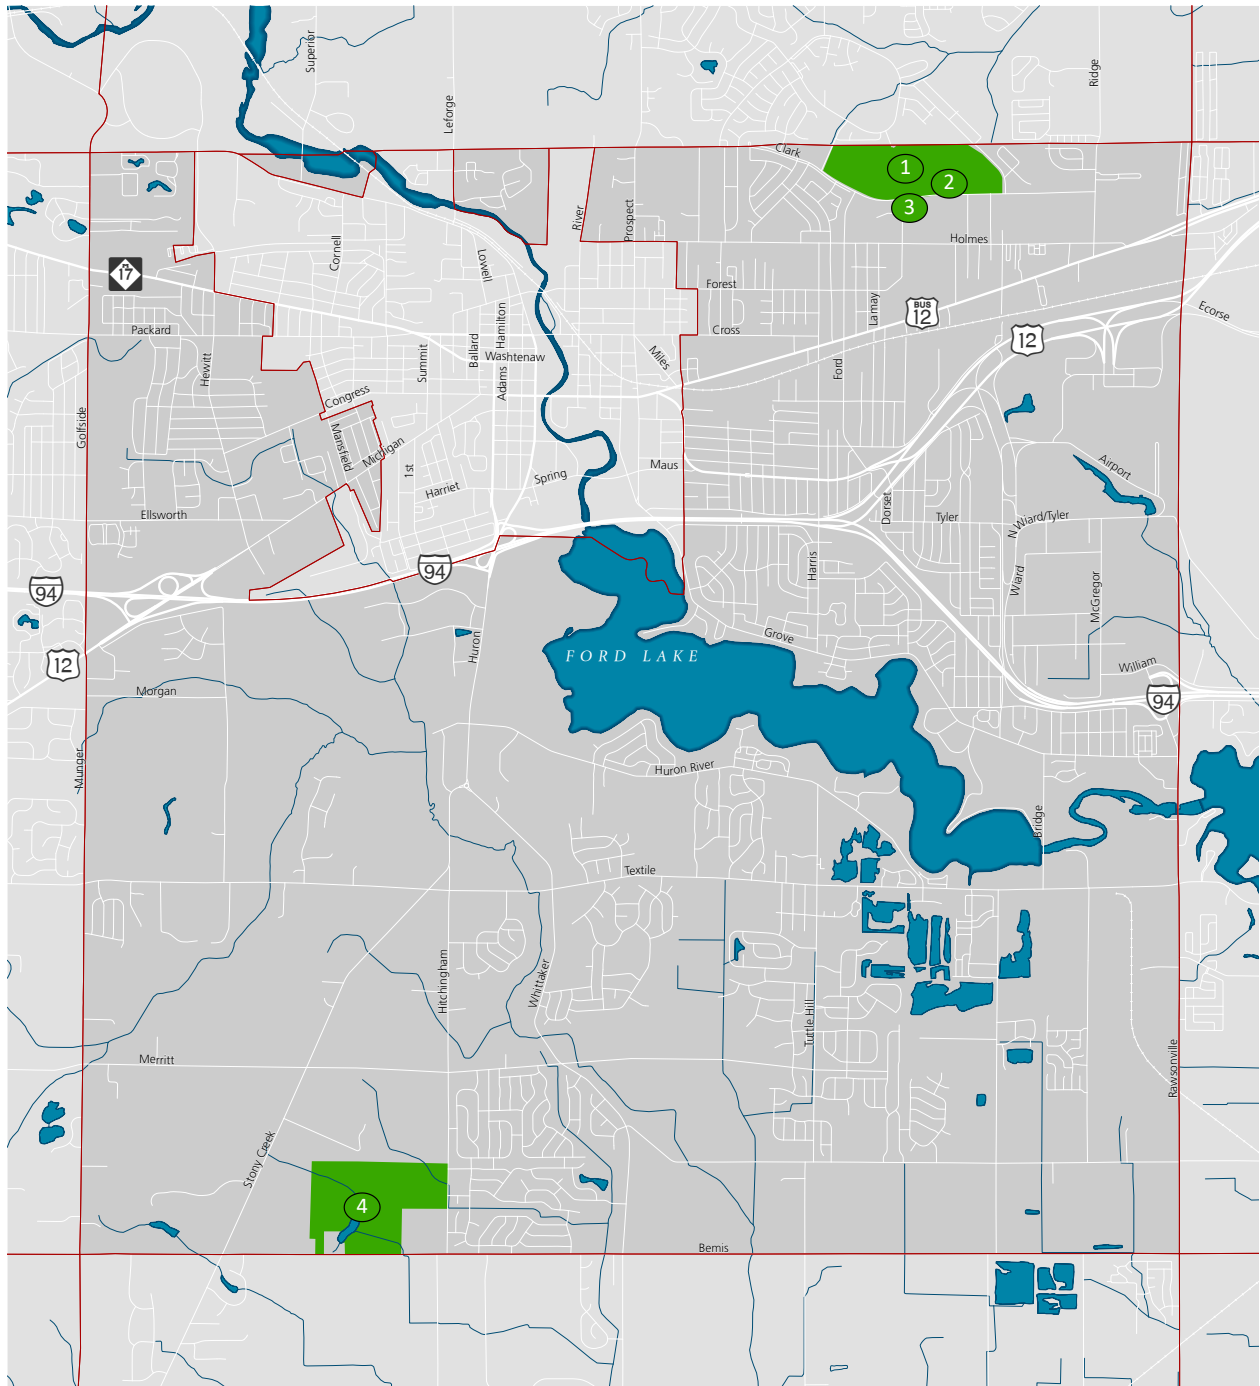 Superior
Leforge
Ridge
Clark
1
2
3
River
Prospect
Holmes
Cornell
Lowell
M
17
Forest
Lamay
BUS
12
Ecorse
Packard
Hamilton
Cross
12
Hewitt
Summit
Ballard
Washtenaw
Miles
Ford
Adams
Congress
Golfside
Mansfield
Michigan
1st
Spring
Maus
Airport
Harriet
Ellsworth
Dorset
Tyler
N Wiard/Tyler
94
94
Harris
Wiard
McGregor
12
Huron
FORD LAKE
Grove
William
94
Morgan
Munger
Huron River
Bridge
Textile
Hitchingham
Whittaker
Tuttle Hill
Merritt
Rawsonville
Stony Creek
4
Bemis